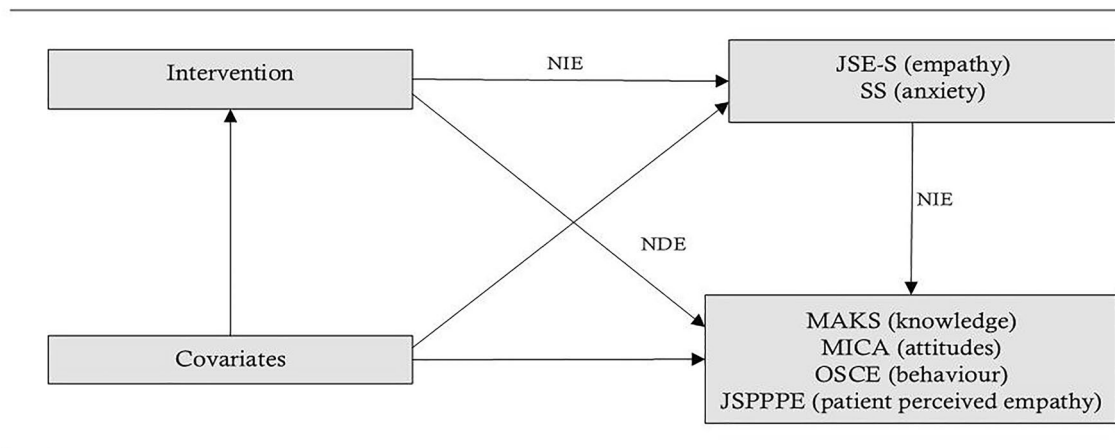 Intervention
NIE
JSE-S (empathy)
SS (anxiety)
NIE
NDE
Covariates
MAKS (knowledge)
MICA (attitudes)
OSCE (behaviour)
JSPPPE (patient perceived empathy)